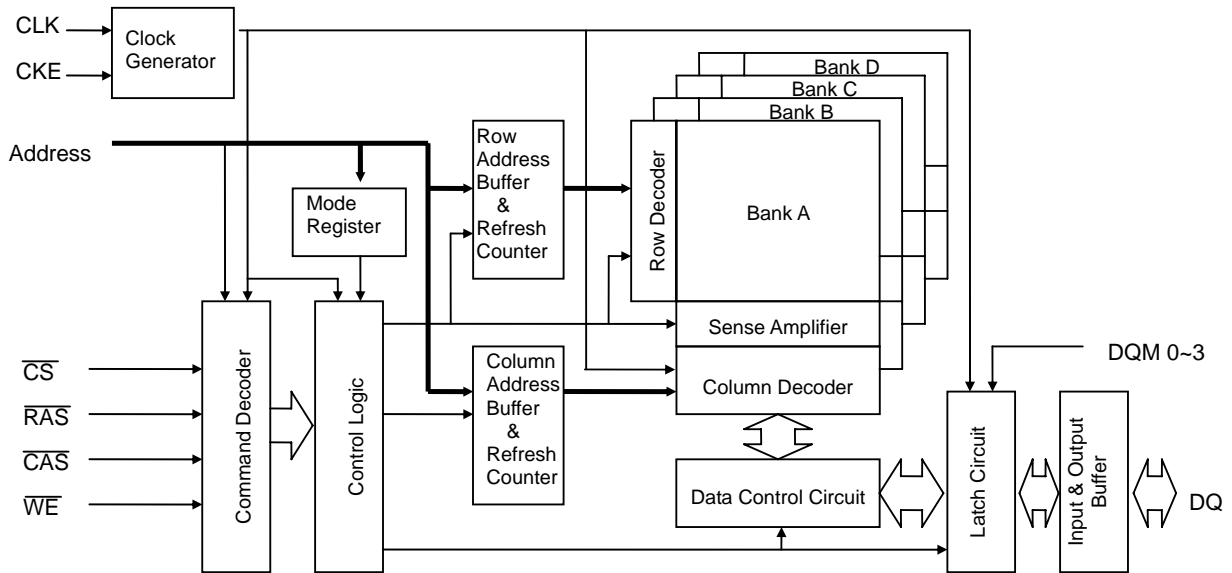 CLK
CKE
Clock
Generator
Address
Bank D
Bank C
Bank B
Bank A
Row
Address
Buffer
&
Refresh
Counter
Row Decoder
Mode
Register
Sense Amplifier
Column Decoder
Column
Address
Buffer
&
Refresh
Counter
CS
RAS
CAS
WE
Command Decoder
Control Logic
Data Control Circuit
DQM 0~3
Latch Circuit
Input & Output
Buffer
DQ